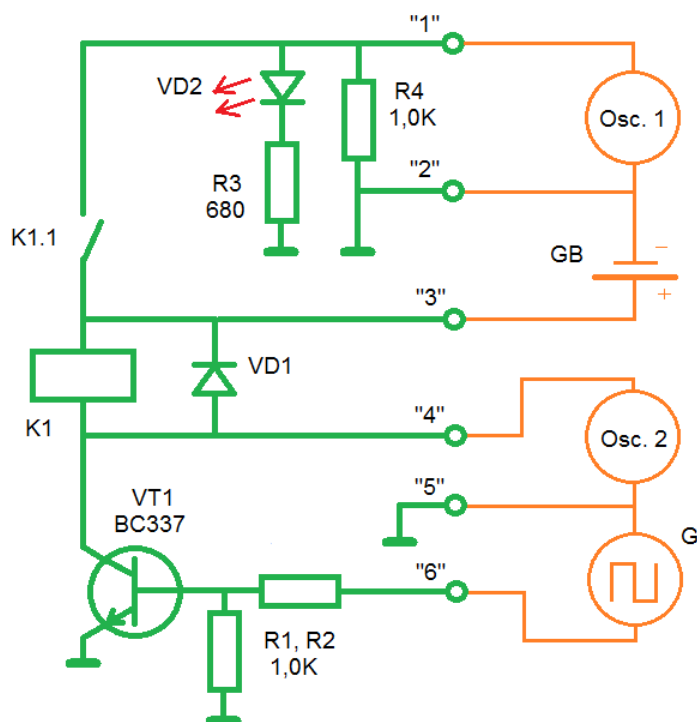 "1"
VD2
R4
1,0K
Osc. 1
R3
680
"2"
K1.1
GB
−
+
"3"
VD1
K1
"4"
Osc. 2
VT1
BC337
"5"
G
"6"
R1, R2
1,0K